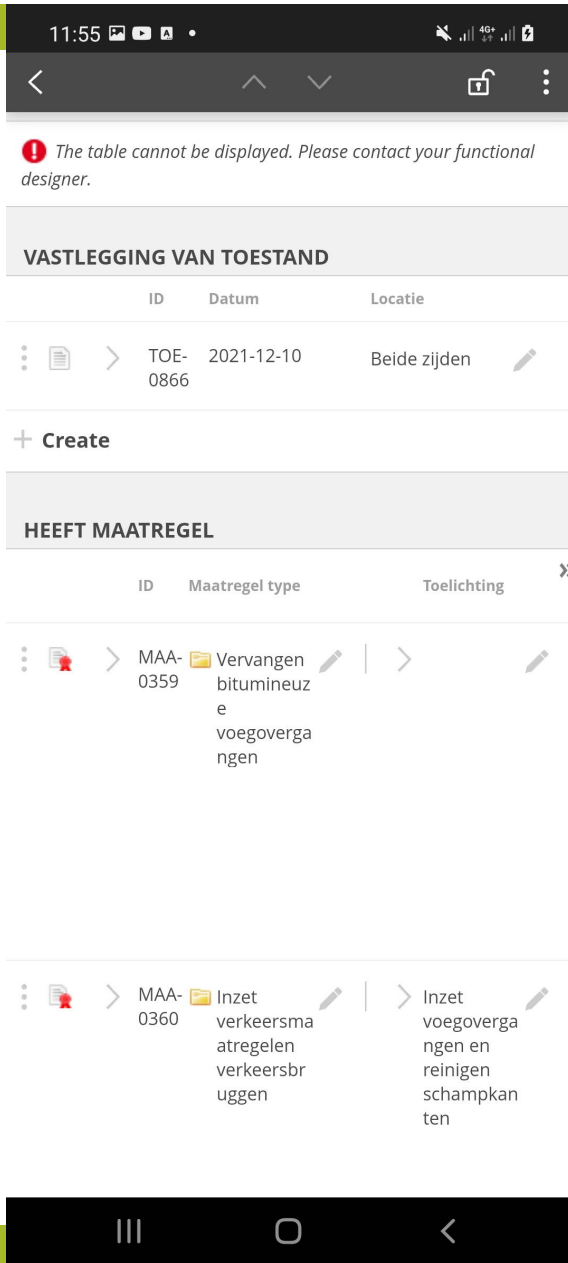 11:55
4G+
The table cannot be displayed. Please contact your functional
designer.
VASTLEGGING VAN TOESTAND
ID Datum Locatie
TOE- 2021-12-10 Beide zijden
0866
+ Create
HEEFT MAATREGEL
ID Maatregel type Toelichting
MAA- Vervangen
0359 bitumineuz
e
voegoverga
ngen
MAA- Inzet Inzet
0360 verkeersma voegoverga
atregelen ngen en
verkeersbr reinigen
uggen schampkan
ten